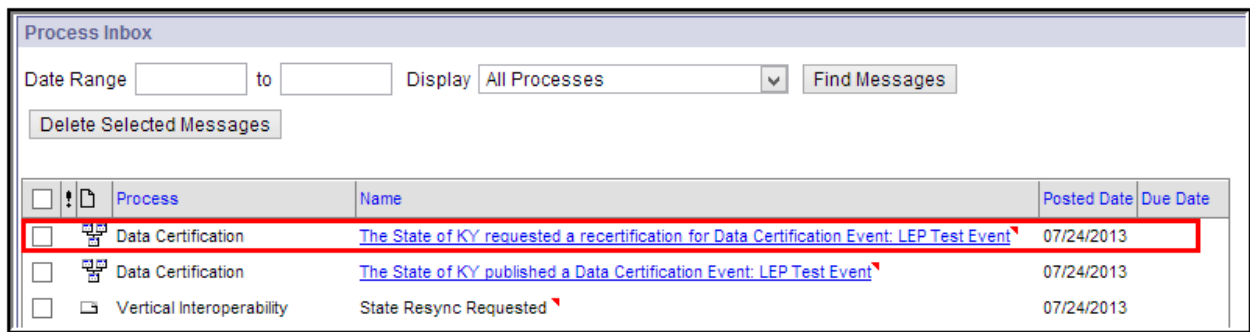 Process Inbox
Date Range to Display All Processes Find Messages
Delete Selected Messages
Process Name Posted Date Due Date
Data Certification The State of KY requested a recertification for Data Certification Event: LEP Test Event 07/24/2013
Data Certification The State of KY published a Data Certification Event: LEP Test Event 07/24/2013
Vertical Interoperability State Resync Requested 07/24/2013